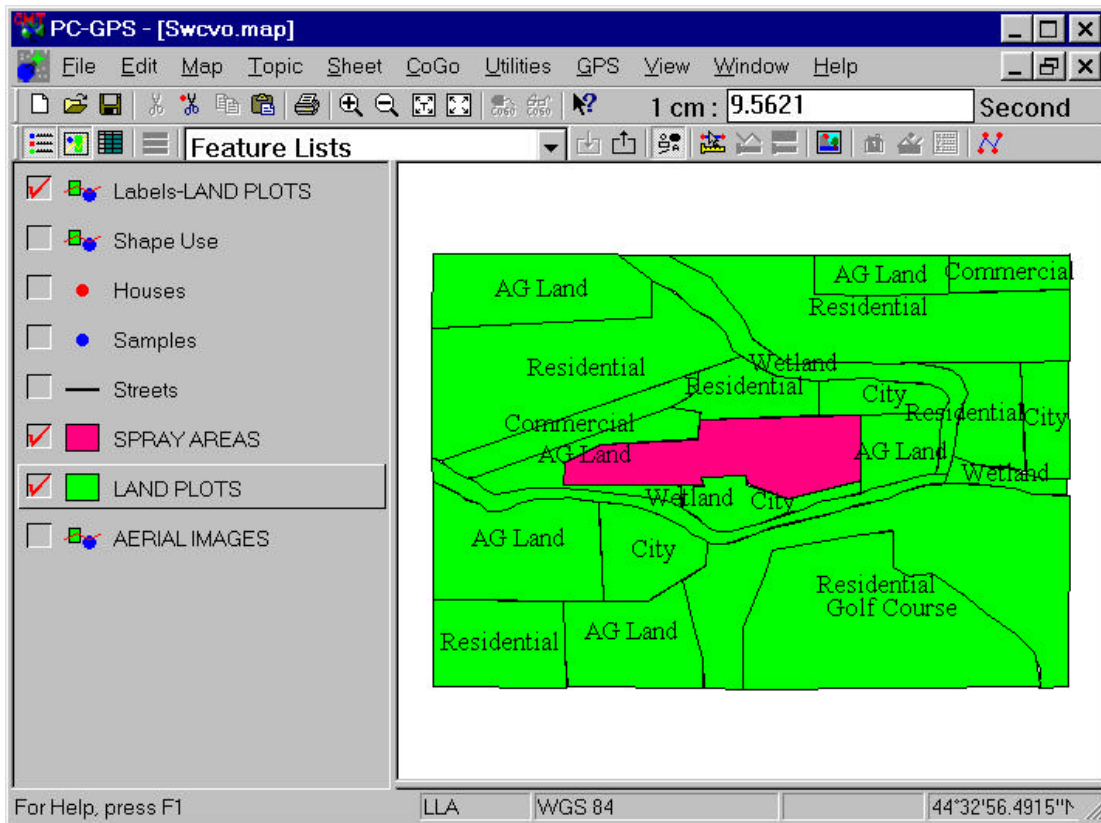 CMT
PC-GPS - [Swcvo.map]
File Edit Map Topic Sheet CoGo Utilities GPS View Window Help
1 cm : 9.5621 Second
Feature Lists
Labels-LAND PLOTS
Shape Use
Houses
Samples
Streets
SPRAY AREAS
LAND PLOTS
AERIAL IMAGES
AG Land
AG Land
Commercial
Residential
Residential
Wetland
Residential
City
Commercial
Residential
City
AG Land
AG Land
Wetland
Wetland
City
AG Land
City
Residential
Golf Course
Residential
AG Land
For Help, press F1
LLA
WGS 84
44°32'56.4915"N